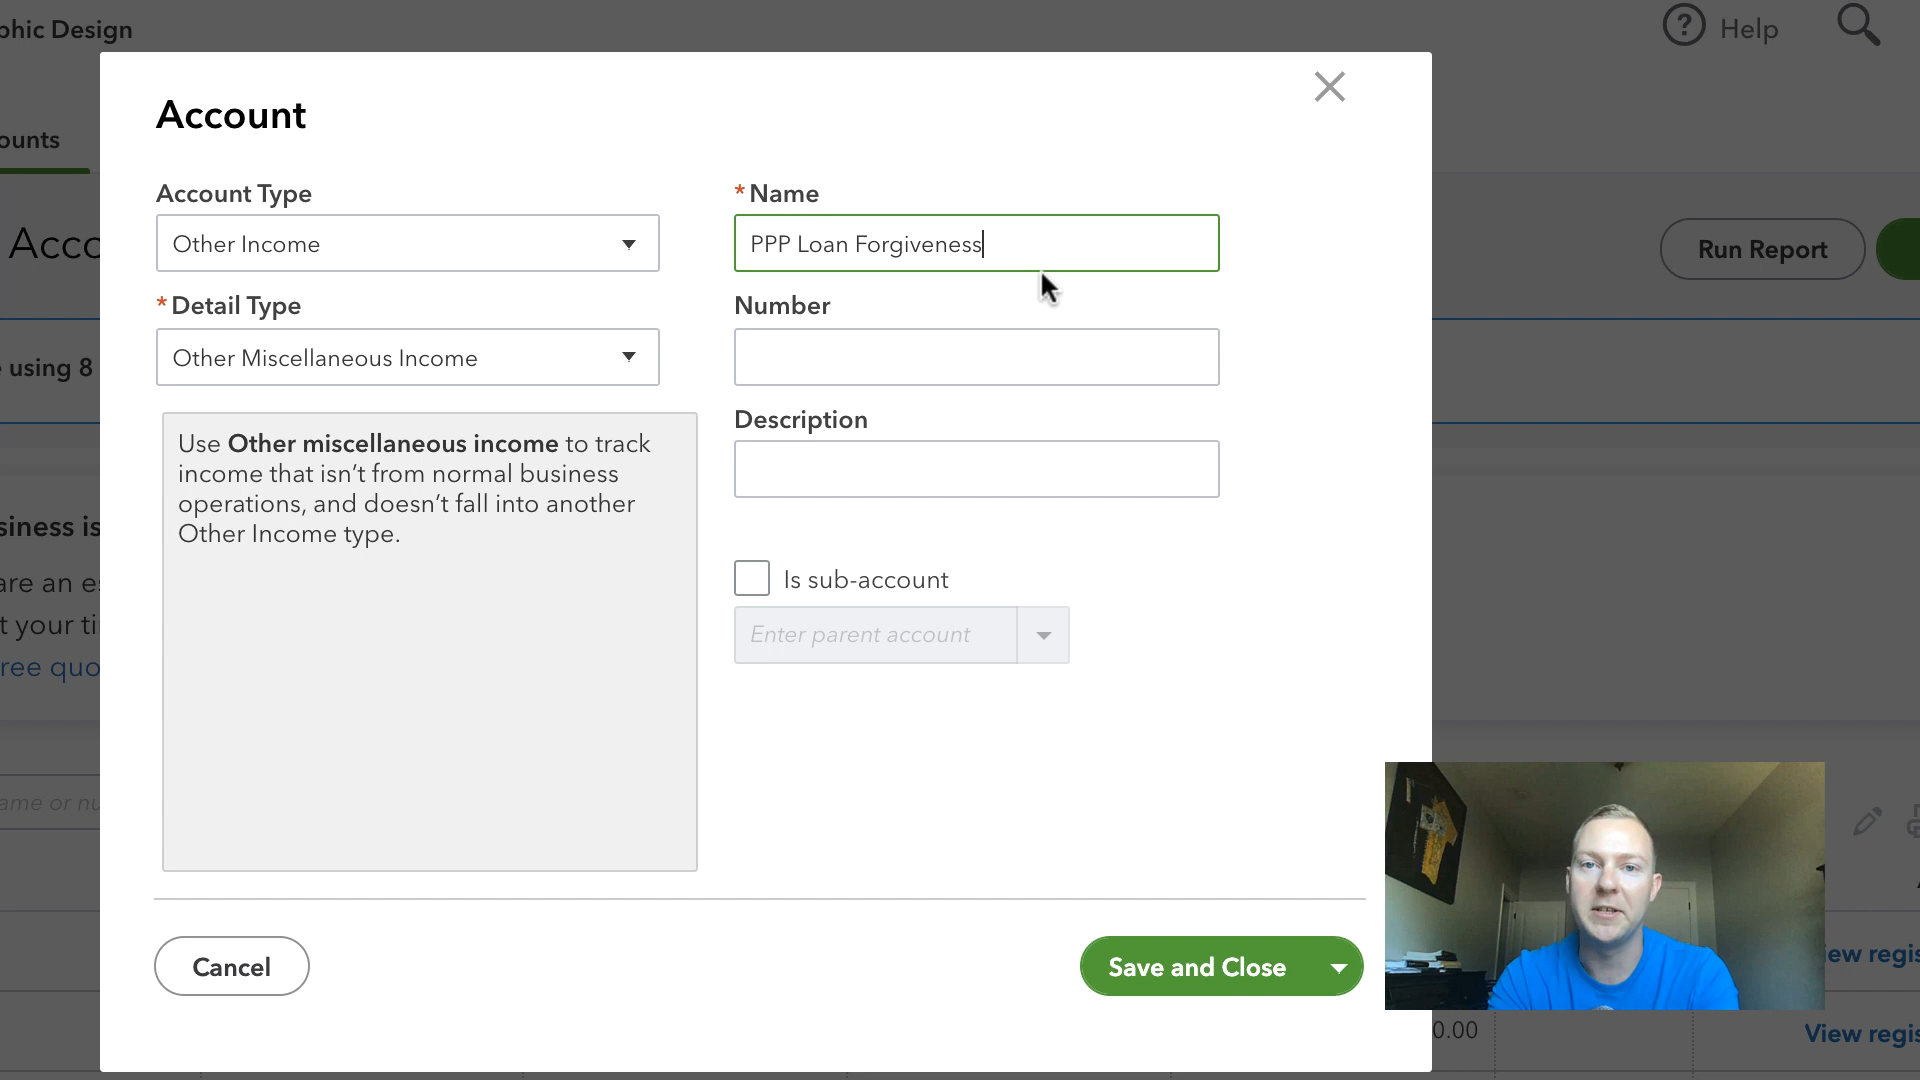 phic Design
Help
ounts
Acco
Run Report
using 8
siness is
are an es
t your ti
ree quo
ame or nu
Account
Account Type
Other Income
* Detail Type
Other Miscellaneous Income
Use Other miscellaneous income to track
income that isn't from normal business
operations, and doesn't fall into another
Other Income type.
* Name
PPP Loan Forgiveness
Number
Description
Is sub-account
Enter parent account
Cancel
Save and Close
iew regis
0.00
View regis